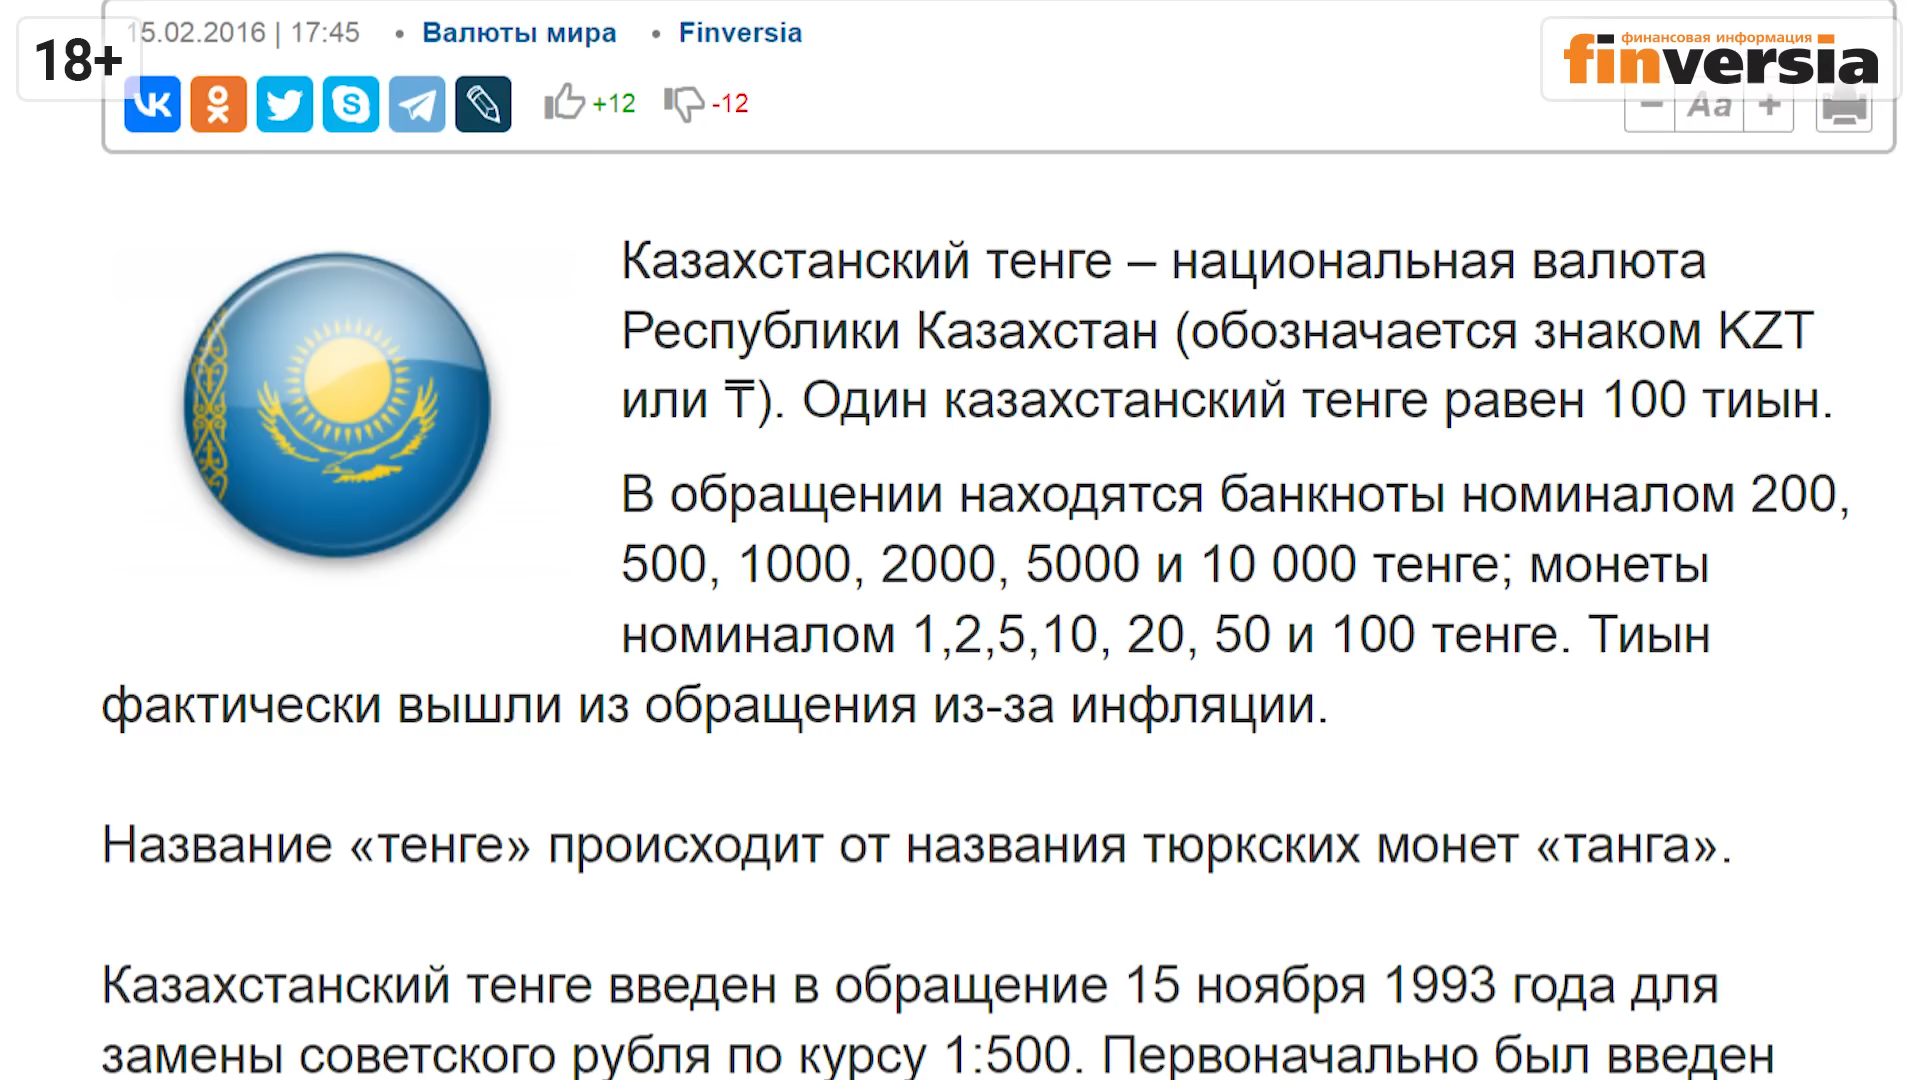 18+
15.02.2016 | 17:45 • Валюты мира • Finversia
финансовая информация
finversia
+12 -12
− Aa +
Казахстанский тенге – национальная валюта
Республики Казахстан (обозначается знаком KZT
или ₸). Один казахстанский тенге равен 100 тиын.
В обращении находятся банкноты номиналом 200,
500, 1000, 2000, 5000 и 10 000 тенге; монеты
номиналом 1,2,5,10, 20, 50 и 100 тенге. Тиын
фактически вышли из обращения из-за инфляции.
Название «тенге» происходит от названия тюркских монет «танга».
Казахстанский тенге введен в обращение 15 ноября 1993 года для
замены советского рубля по курсу 1:500. Первоначально был введен